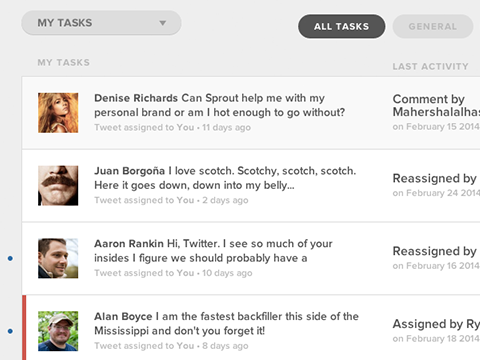 MY TASKS
ALL TASKS
GENERAL
MY TASKS
LAST ACTIVITY
Denise Richards Can Sprout help me with my
personal brand or am I hot enough to go without?
Tweet assigned to You • 11 days ago
Comment by
Mahershalalhas
on February 15 2014
Juan Borgoña I love scotch. Scotchy, scotch, scotch.
Here it goes down, down into my belly...
Tweet assigned to You • 2 days ago
Reassigned by
on February 24 2014
Aaron Rankin Hi, Twitter. I see so much of your
insides I figure we should probably have a
Tweet assigned to You • 10 days ago
Reassigned by
on February 16 2014
Alan Boyce I am the fastest backfiller this side of the
Mississippi and don't you forget it!
Tweet assigned to You • 8 days ago
Assigned by Ry
on February 18 2014